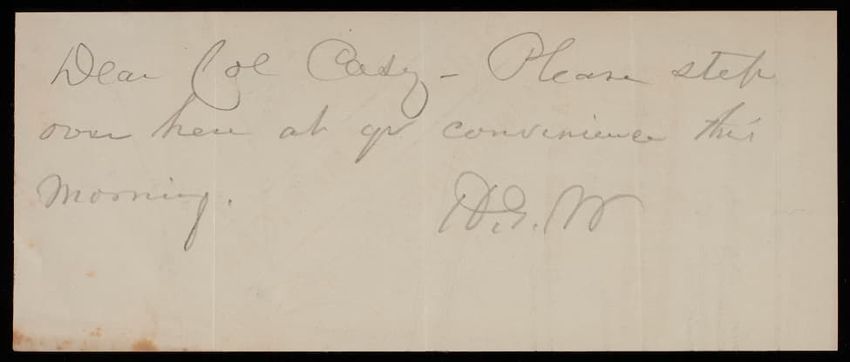 Dear Col Casey – Please step
over here at yr convenience this
morning.
H. G. W